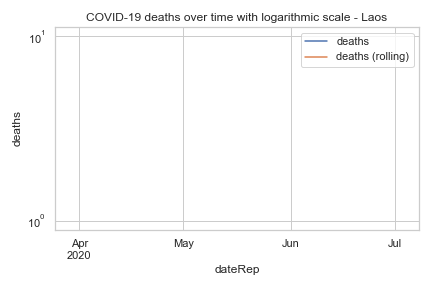 COVID-19 deaths over time with logarithmic scale - Laos
10¹
deaths
deaths (rolling)
deaths
10⁰
Apr
2020
May
Jun
Jul
dateRep